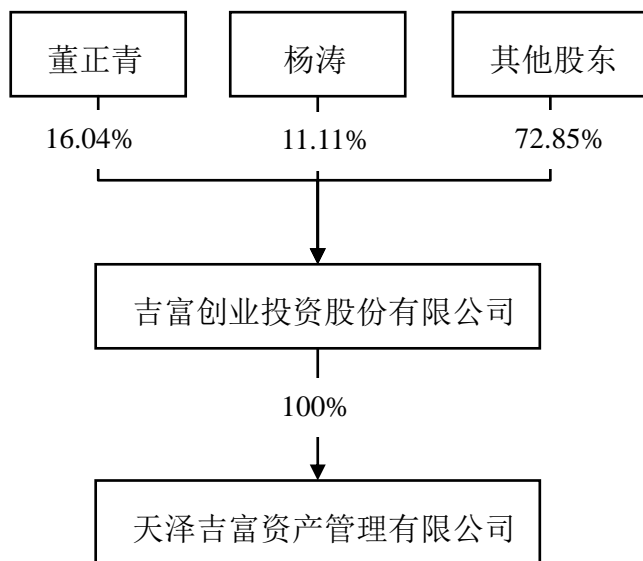 董正青 杨涛 其他股东
16.04% 11.11% 72.85%
吉富创业投资股份有限公司
100%
天泽吉富资产管理有限公司